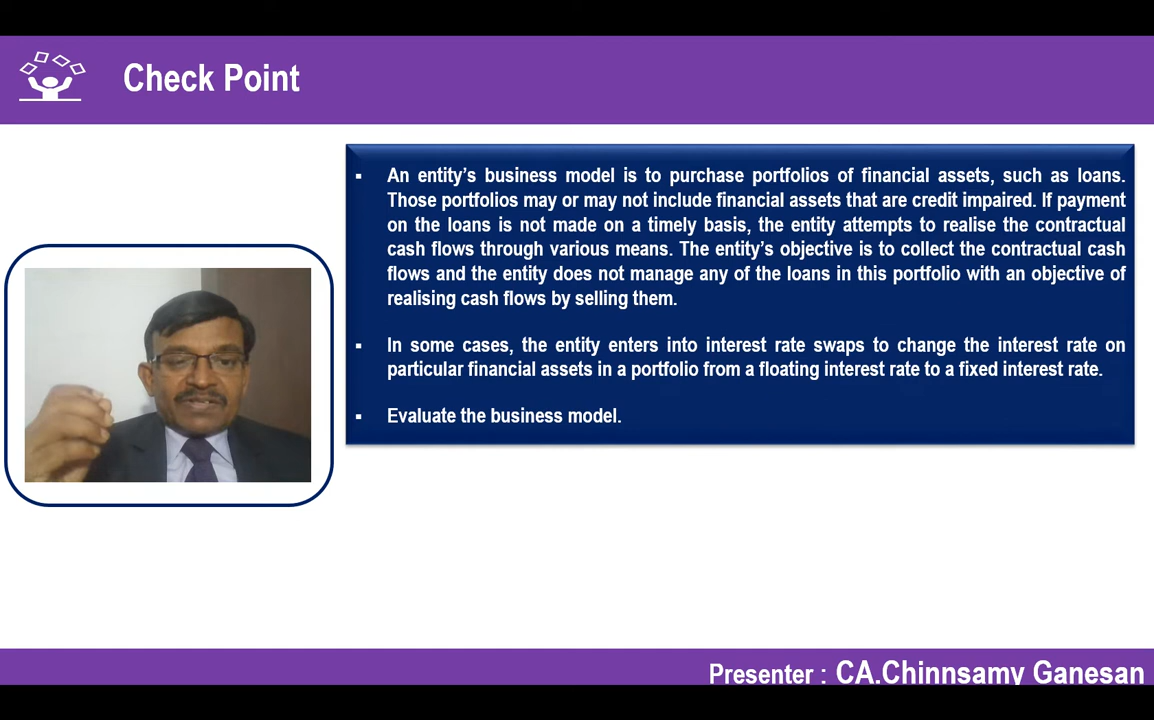 Check Point
▪ An entity's business model is to purchase portfolios of financial assets, such as loans.
Those portfolios may or may not include financial assets that are credit impaired. If payment
on the loans is not made on a timely basis, the entity attempts to realise the contractual
cash flows through various means. The entity's objective is to collect the contractual cash
flows and the entity does not manage any of the loans in this portfolio with an objective of
realising cash flows by selling them.
▪ In some cases, the entity enters into interest rate swaps to change the interest rate on
particular financial assets in a portfolio from a floating interest rate to a fixed interest rate.
▪ Evaluate the business model.
Presenter : CA.Chinnsamy Ganesan